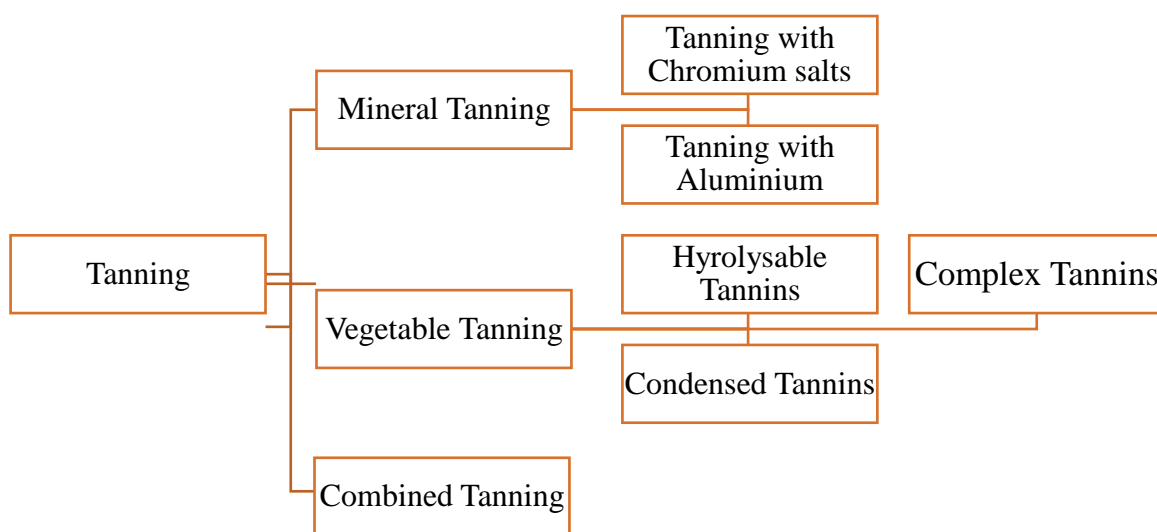 Tanning with
Chromium salts
Mineral Tanning
Tanning with
Aluminium
Tanning
Hyrolysable
Tannins
Complex Tannins
Vegetable Tanning
Condensed Tannins
Combined Tanning